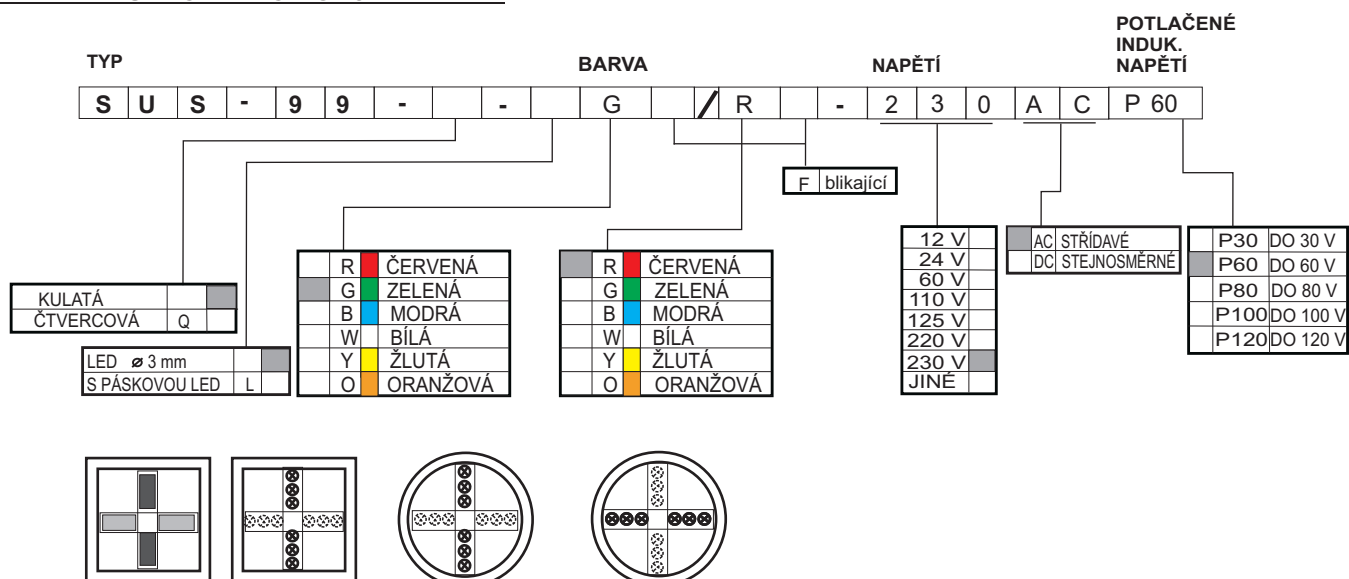 POTLAČENÉ
INDUK.
NAPĚTÍ
TYP
BARVA
NAPĚTÍ
S U S - 9 9 - - G / R - 2 3 0 A C P 60
F blikající
KULATÁ
ČTVERCOVÁ Q
LED ⌀ 3 mm
S PÁSKOVOU LED L
R ČERVENÁ
G ZELENÁ
B MODRÁ
W BÍLÁ
Y ŽLUTÁ
O ORANŽOVÁ
R ČERVENÁ
G ZELENÁ
B MODRÁ
W BÍLÁ
Y ŽLUTÁ
O ORANŽOVÁ
12 V
24 V
60 V
110 V
125 V
220 V
230 V
JINÉ
AC STŘÍDAVÉ
DC STEJNOSMĚRNÉ
P30 DO 30 V
P60 DO 60 V
P80 DO 80 V
P100 DO 100 V
P120 DO 120 V